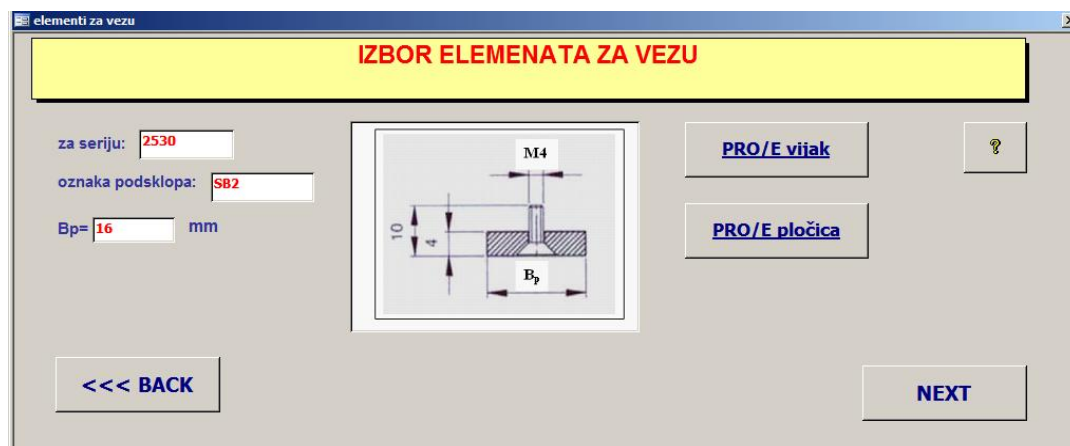 elementi za vezu
IZBOR ELEMENATA ZA VEZU
za seriju: 2530
oznaka podsklopa: SB2
Bp= 16 mm
M4
10
4
Bp
PRO/E vijak
PRO/E pločica
?
<<< BACK
NEXT